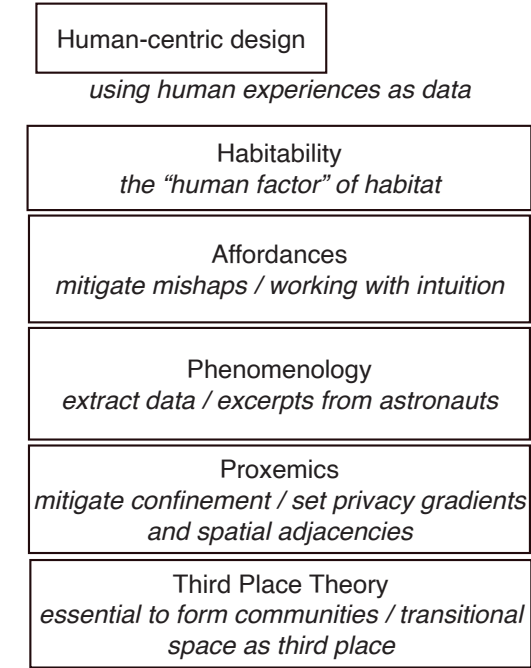 Human-centric design
using human experiences as data
Habitability
the “human factor” of habitat
Affordances
mitigate mishaps / working with intuition
Phenomenology
extract data / excerpts from astronauts
Proxemics
mitigate confinement / set privacy gradients
and spatial adjacencies
Third Place Theory
essential to form communities / transitional
space as third place